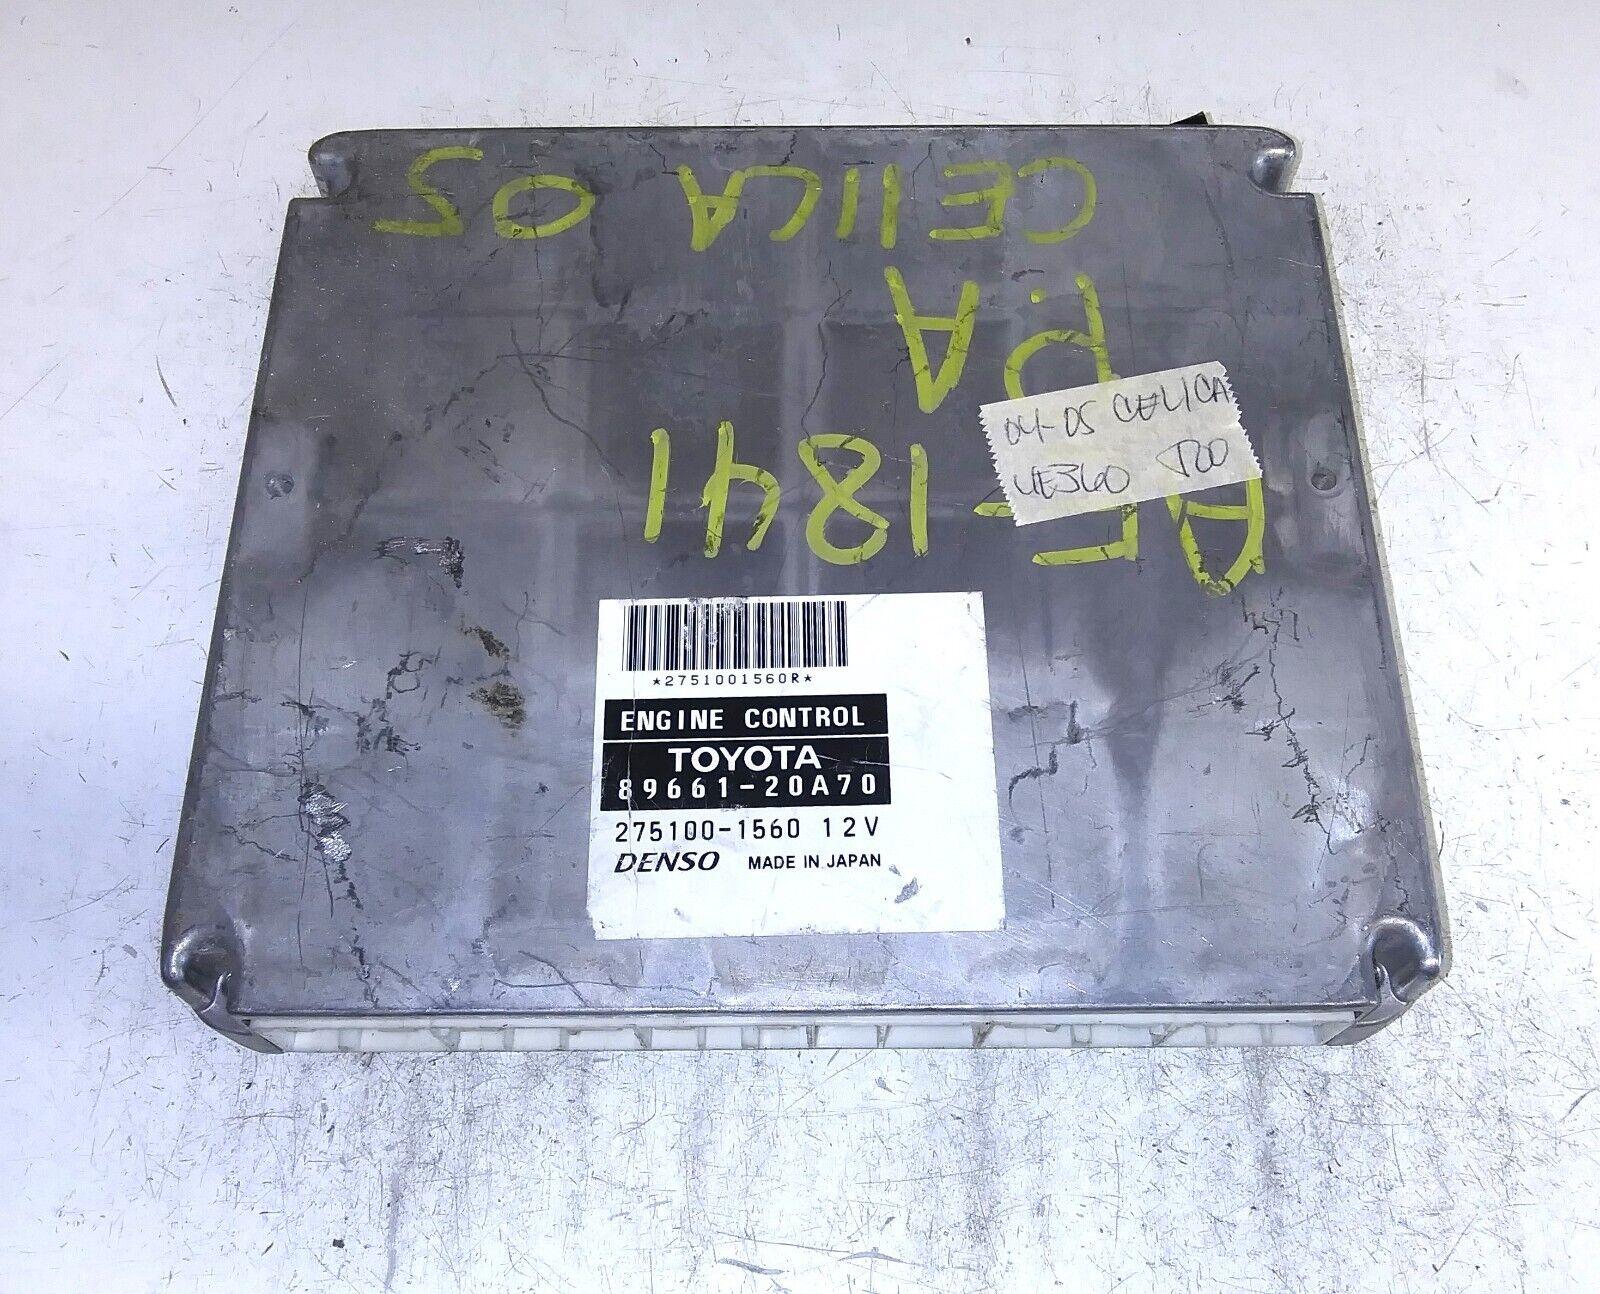 CELICA 05
P.A
AF-1841
04-05 CELICA
UE360
*2751001560R*
ENGINE CONTROL
TOYOTA
89661-20A70
275100-1560 12V
DENSO MADE IN JAPAN